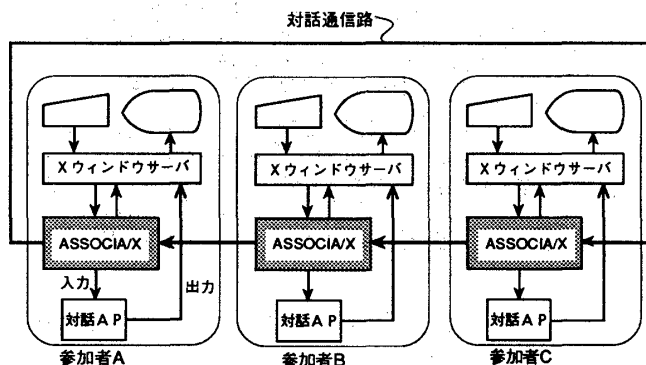 対話通信路
Xウィンドウサーバ
Xウィンドウサーバ
Xウィンドウサーバ
ASSOCIA/X
ASSOCIA/X
ASSOCIA/X
入力
出力
対話AP
対話AP
対話AP
参加者A
参加者B
参加者C